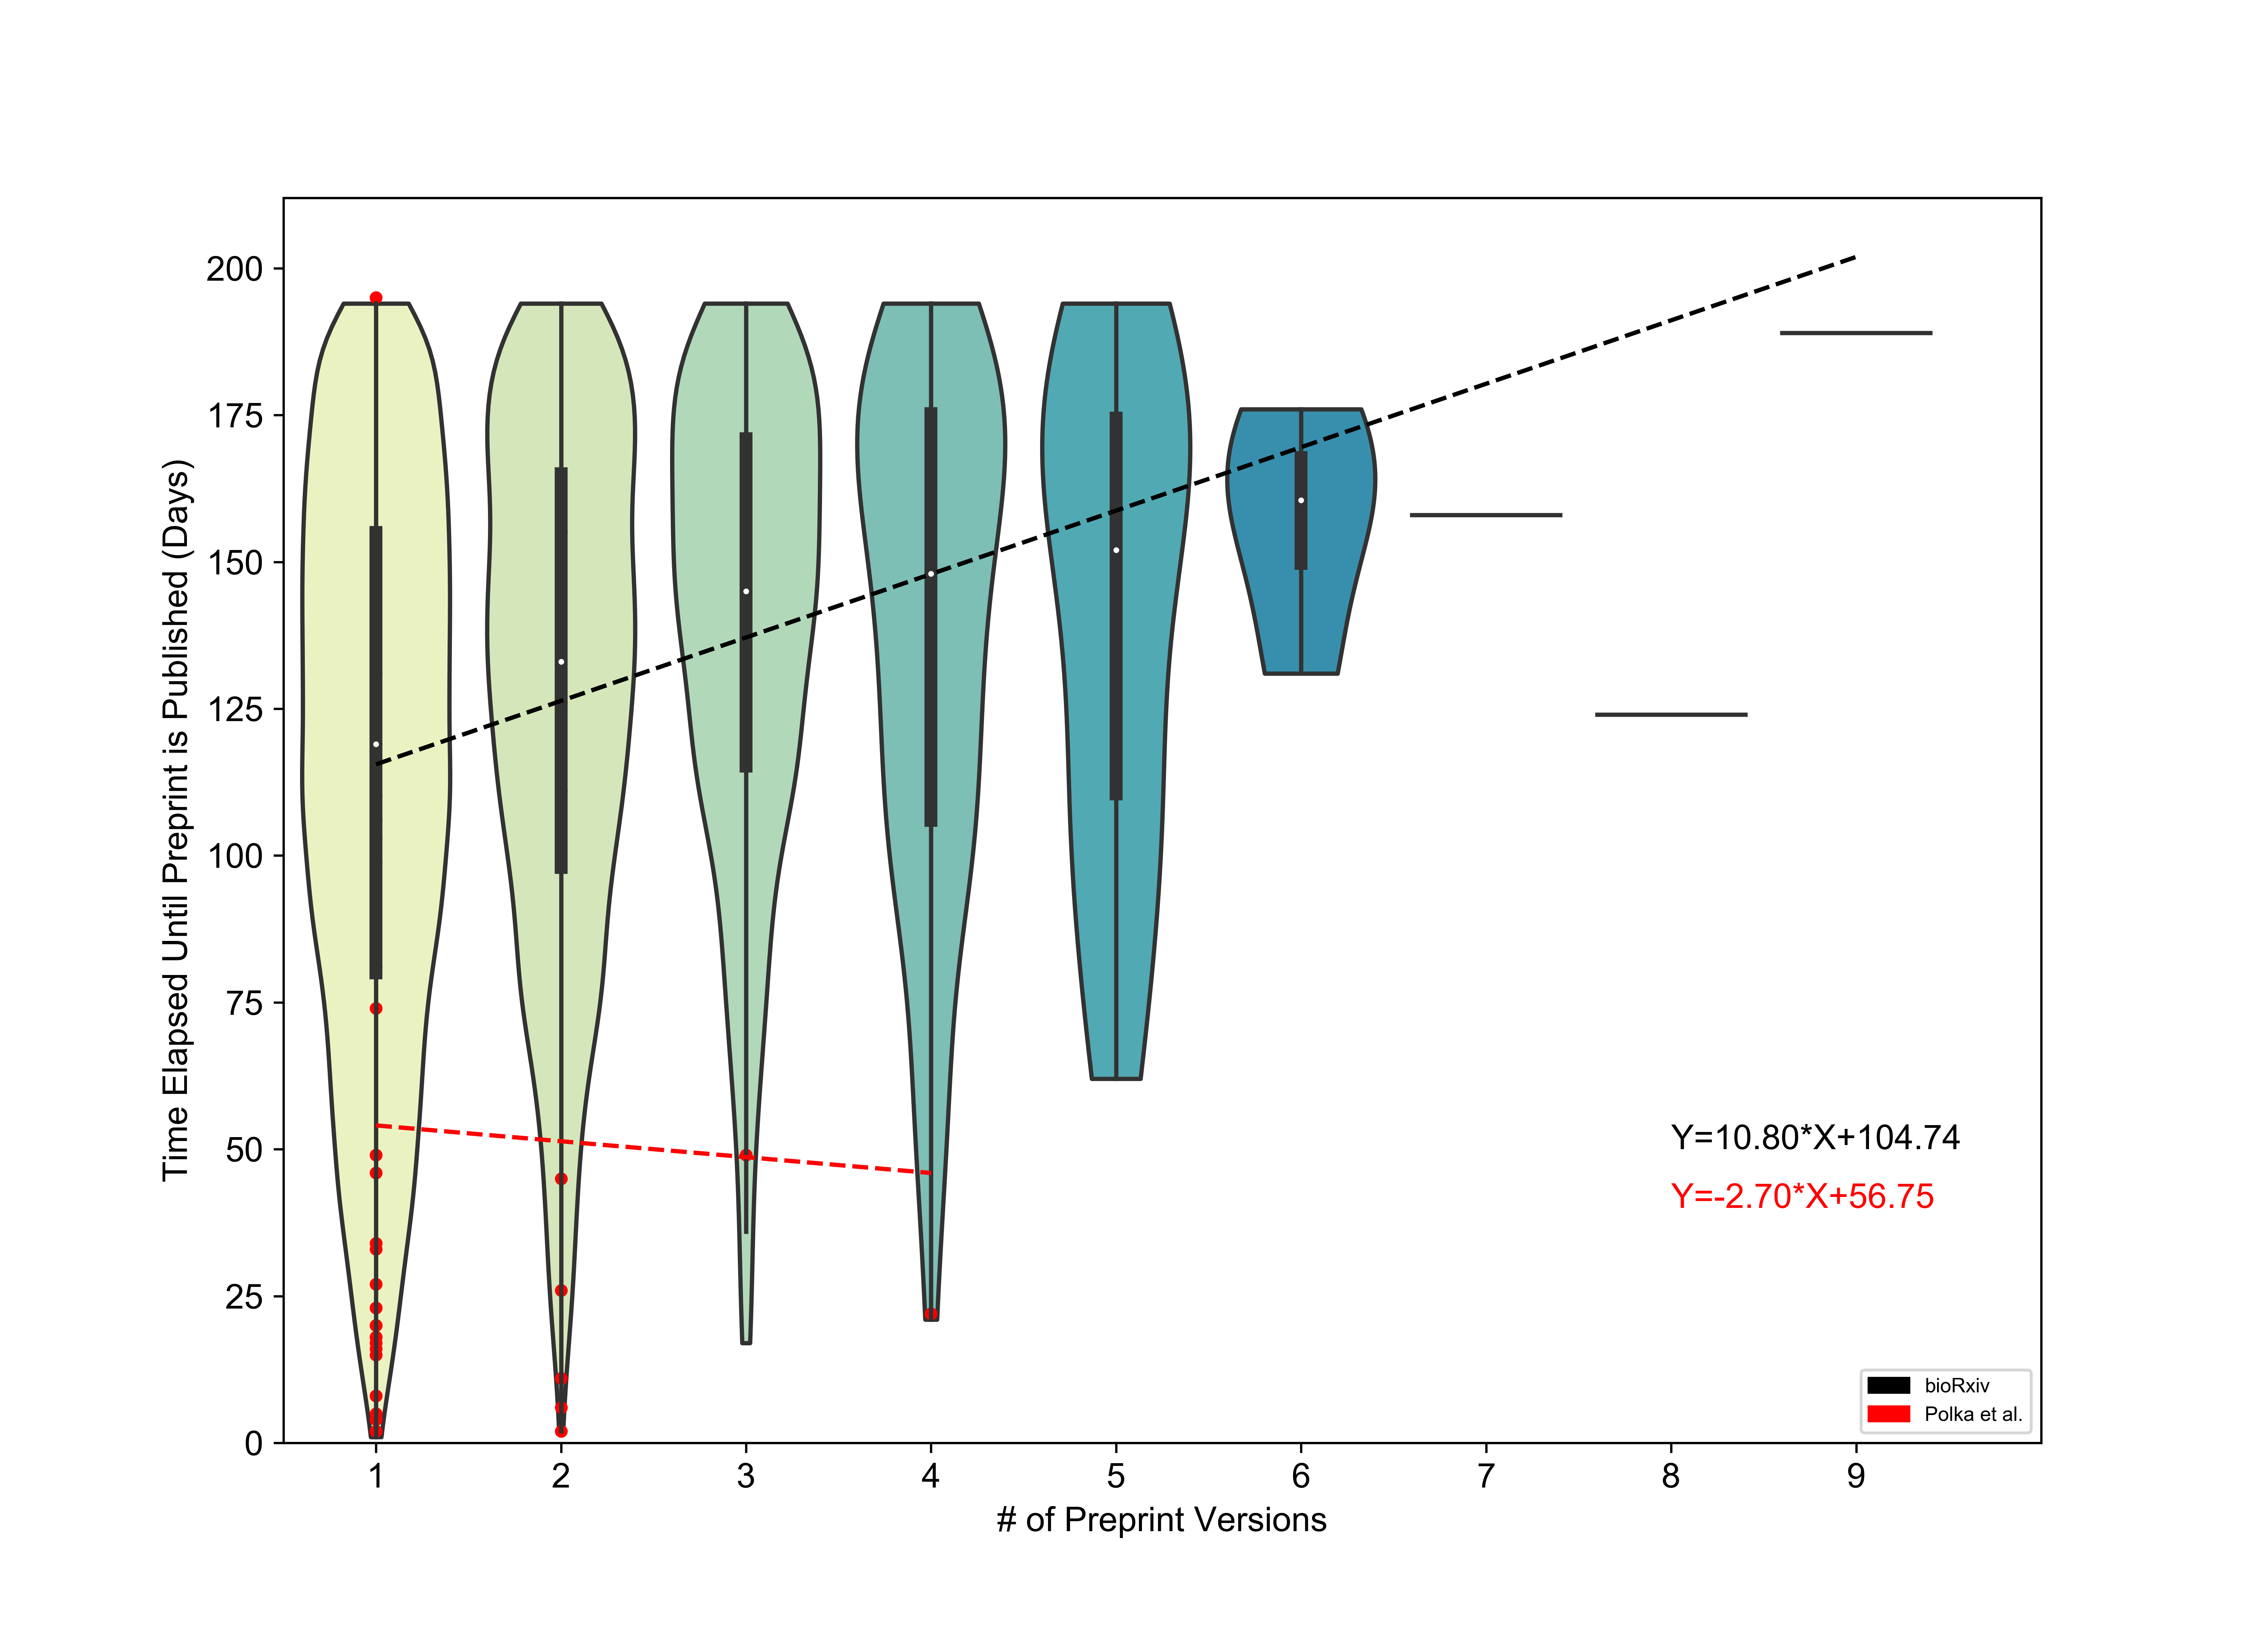 Time Elapsed Until Preprint is Published (Days)
200
175
150
125
100
75
50
25
0
1 2 3 4 5 6 7 8 9
# of Preprint Versions
Y=10.80*X+104.74
Y=-2.70*X+56.75
bioRxiv
Polka et al.